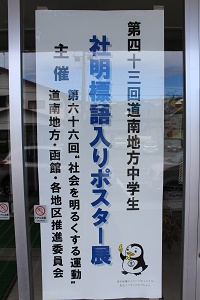 第四十三回道南地方中学生
社明標語入りポスター展
第六十六回“社会を明るくする運動”
主催 道南地方・函館・各地区推進委員会